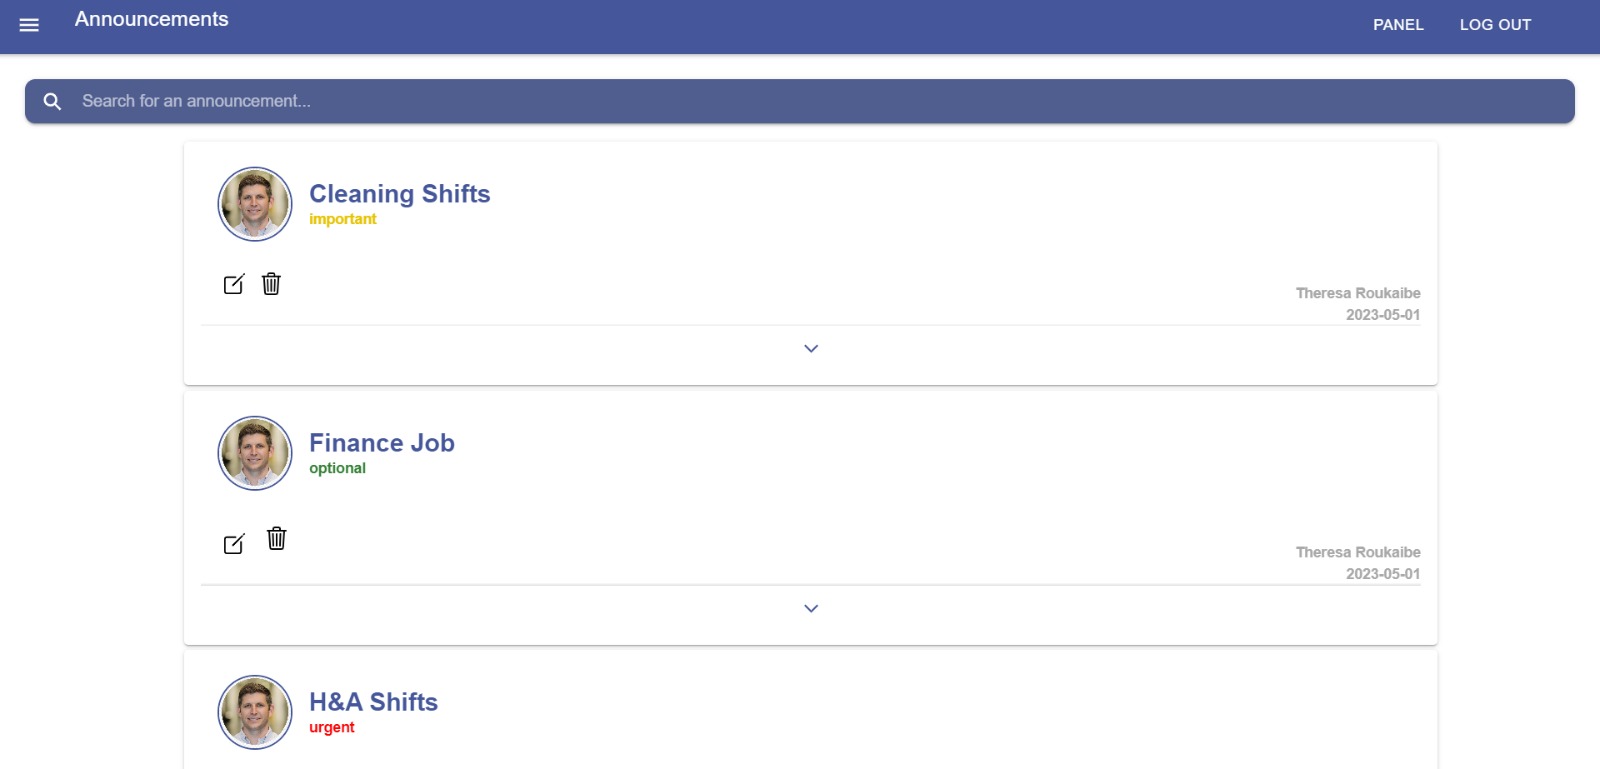 Announcements
PANEL
LOG OUT
Search for an announcement...
Cleaning Shifts
important
Theresa Roukaibe
2023-05-01
Finance Job
optional
Theresa Roukaibe
2023-05-01
H&A Shifts
urgent